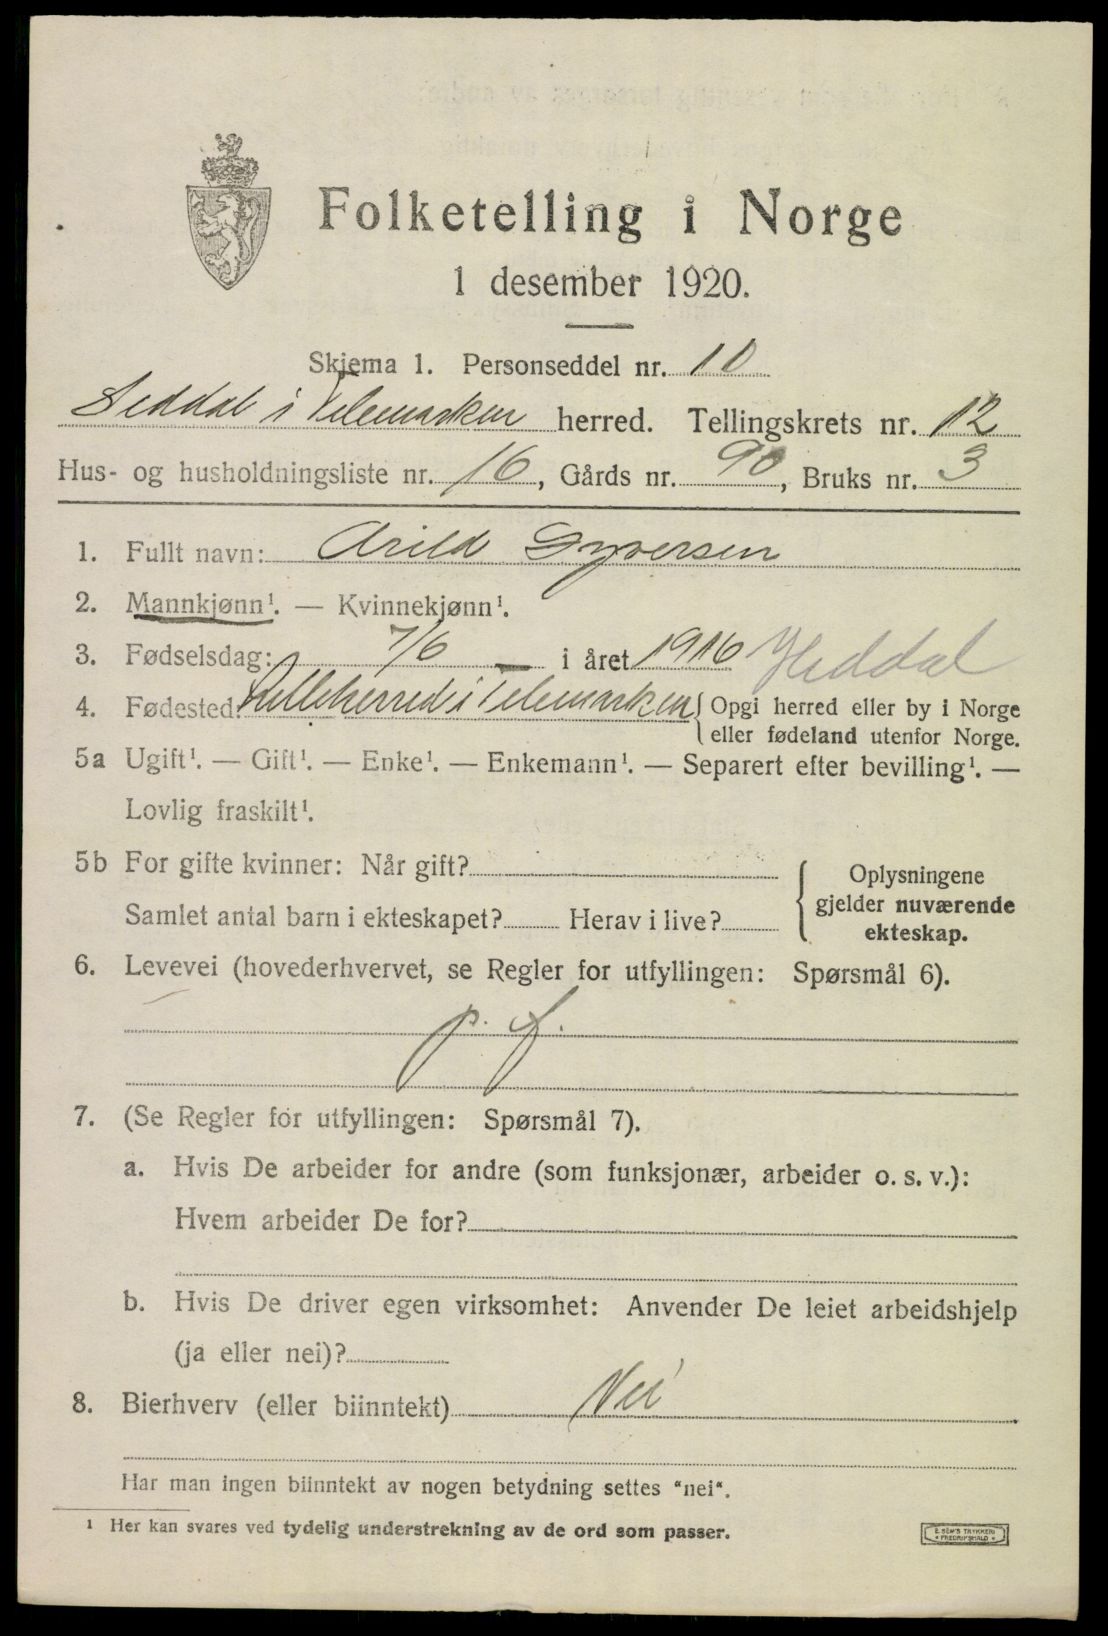 Folketelling i Norge
1 desember 1920.
Skjema 1. Personseddel nr. 10
Seddal i Telemarken herred. Tellingskrets nr. 12
Hus- og husholdningsliste nr. 16, Gårds nr. 90, Bruks nr. 3
1. Fullt navn: Arild Syversen
2. Mannkjønn¹. — Kvinnekjønn¹.
3. Fødselsdag: 7/6 — i året 1916 Heddal
4. Fødested: Lilleherred i Telemarken { Opgi herred eller by i Norge
eller fødeland utenfor Norge.
5a Ugift¹. — Gift¹. — Enke¹. — Enkemann¹. — Separert efter bevilling¹. —
Lovlig fraskilt¹.
5b For gifte kvinner: Når gift?
Samlet antal barn i ekteskapet? Herav i live?
{ Oplysningene
gjelder nuværende
ekteskap.
6. Levevei (hovederhvervet, se Regler for utfyllingen: Spørsmål 6).
p. f.
7. (Se Regler for utfyllingen: Spørsmål 7).
a. Hvis De arbeider for andre (som funksjonær, arbeider o. s. v.):
Hvem arbeider De for?
b. Hvis De driver egen virksomhet: Anvender De leiet arbeidshjelp
(ja eller nei)?
8. Bierhverv (eller biinntekt) Nei
Har man ingen biinntekt av nogen betydning settes "nei".
¹ Her kan svares ved tydelig understrekning av de ord som passer.
E. SEM'S TRYKKERI
FREDRIKSHALD